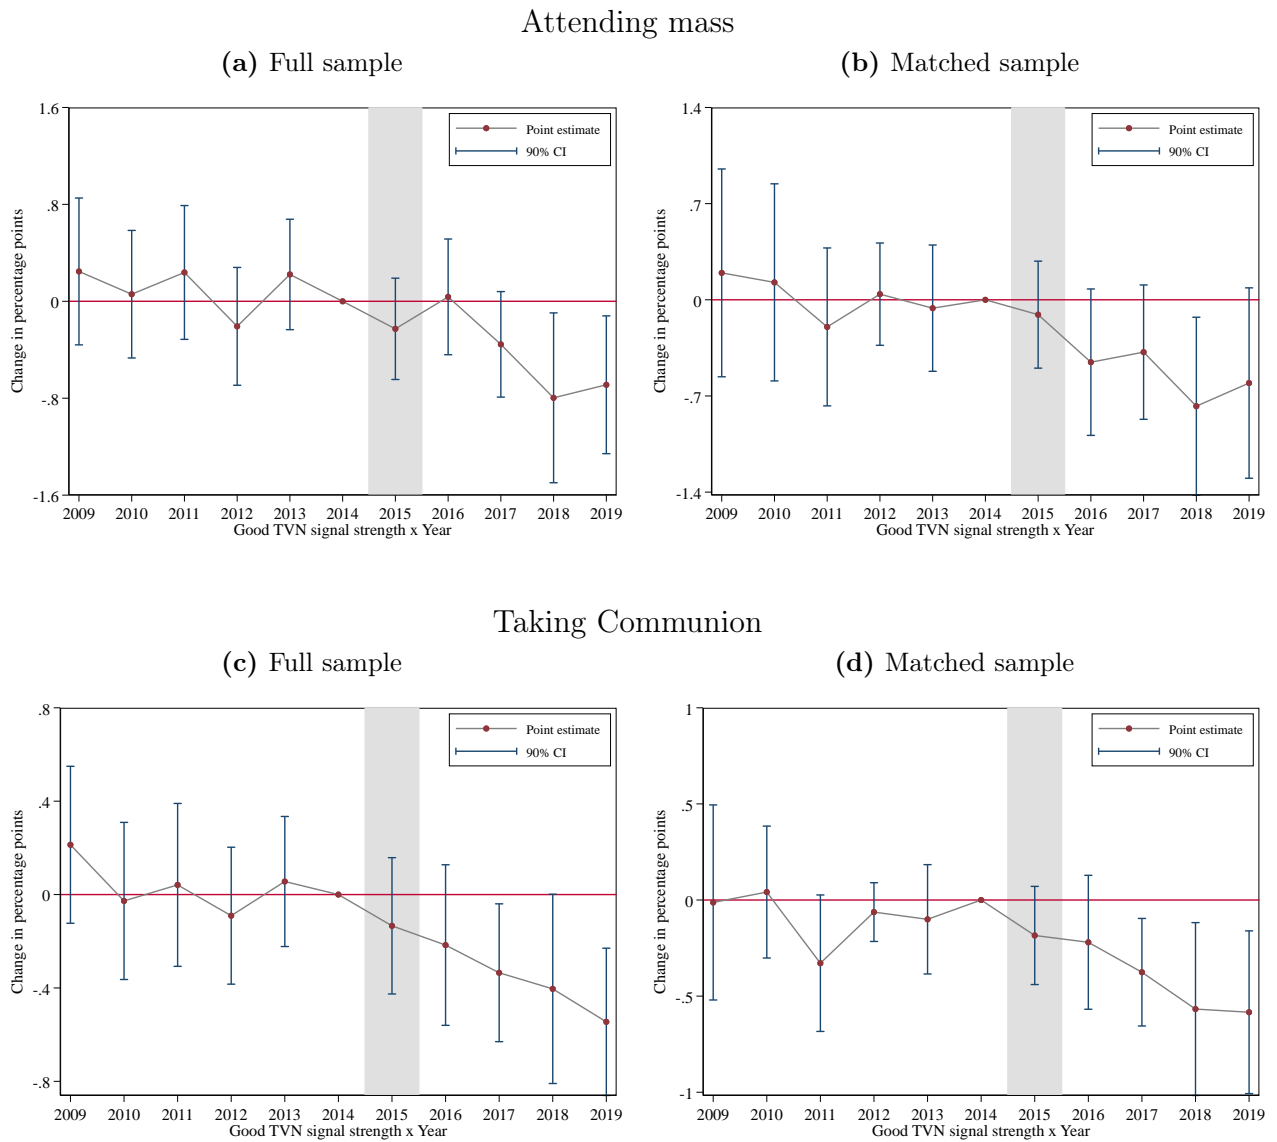 Attending mass
(a) Full sample
(b) Matched sample
Change in percentage points
1.6
.8
0
-.8
-1.6
Point estimate
90% CI
2009 2010 2011 2012 2013 2014 2015 2016 2017 2018 2019
Good TVN signal strength x Year
Change in percentage points
1.4
.7
0
-.7
-1.4
Point estimate
90% CI
2009 2010 2011 2012 2013 2014 2015 2016 2017 2018 2019
Good TVN signal strength x Year
Taking Communion
(c) Full sample
(d) Matched sample
Change in percentage points
.8
.4
0
-.4
-.8
Point estimate
90% CI
2009 2010 2011 2012 2013 2014 2015 2016 2017 2018 2019
Good TVN signal strength x Year
Change in percentage points
1
.5
0
-.5
-1
Point estimate
90% CI
2009 2010 2011 2012 2013 2014 2015 2016 2017 2018 2019
Good TVN signal strength x Year